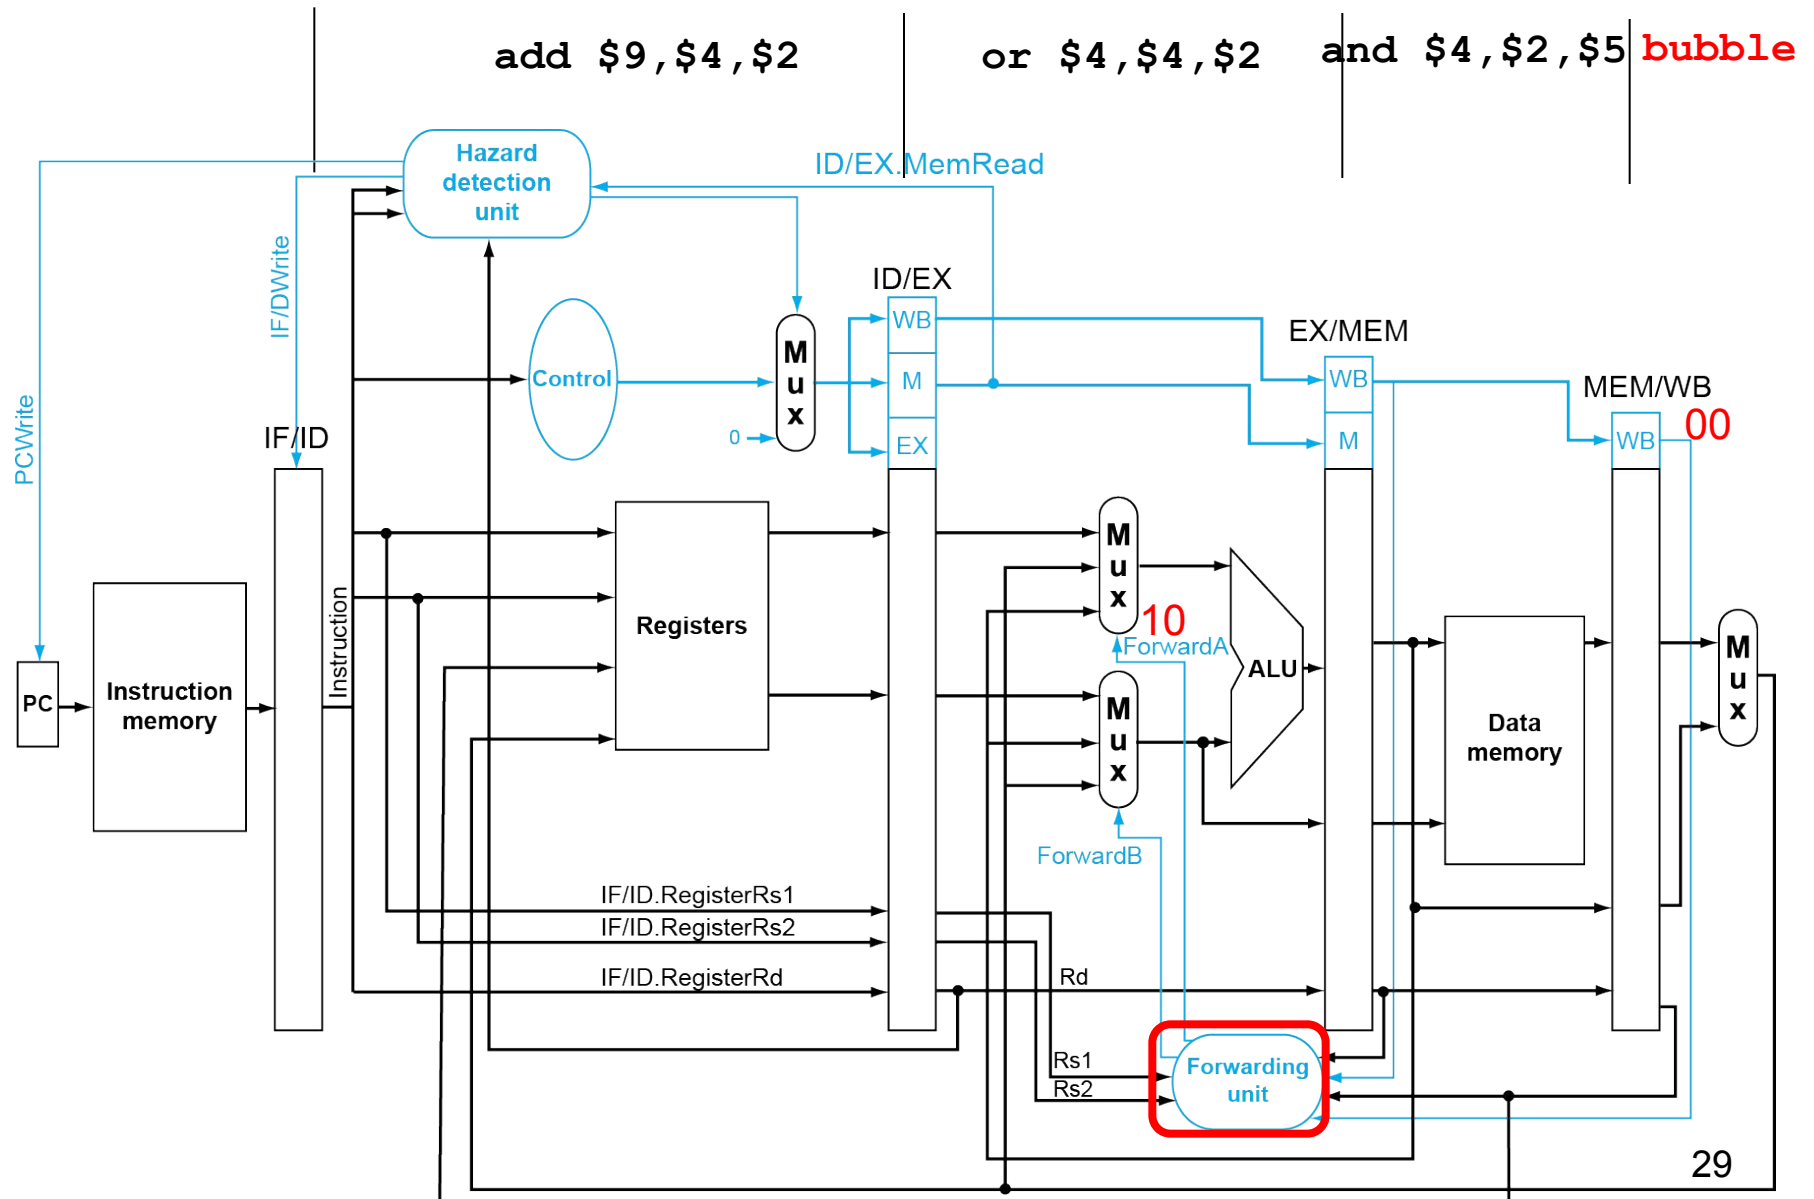 add $9,$4,$2
or $4,$4,$2
and $4,$2,$5
bubble
Hazard
detection
unit
ID/EX.MemRead
IF/DWrite
PCWrite
ID/EX
WB
M
EX
Control
M
u
x
0
EX/MEM
WB
M
MEM/WB
WB
00
IF/ID
Instruction
PC
Instruction
memory
Registers
M
u
x
10
ForwardA
M
u
x
ForwardB
ALU
Data
memory
M
u
x
IF/ID.RegisterRs1
IF/ID.RegisterRs2
IF/ID.RegisterRd
Rd
Rs1
Rs2
Forwarding
unit
29